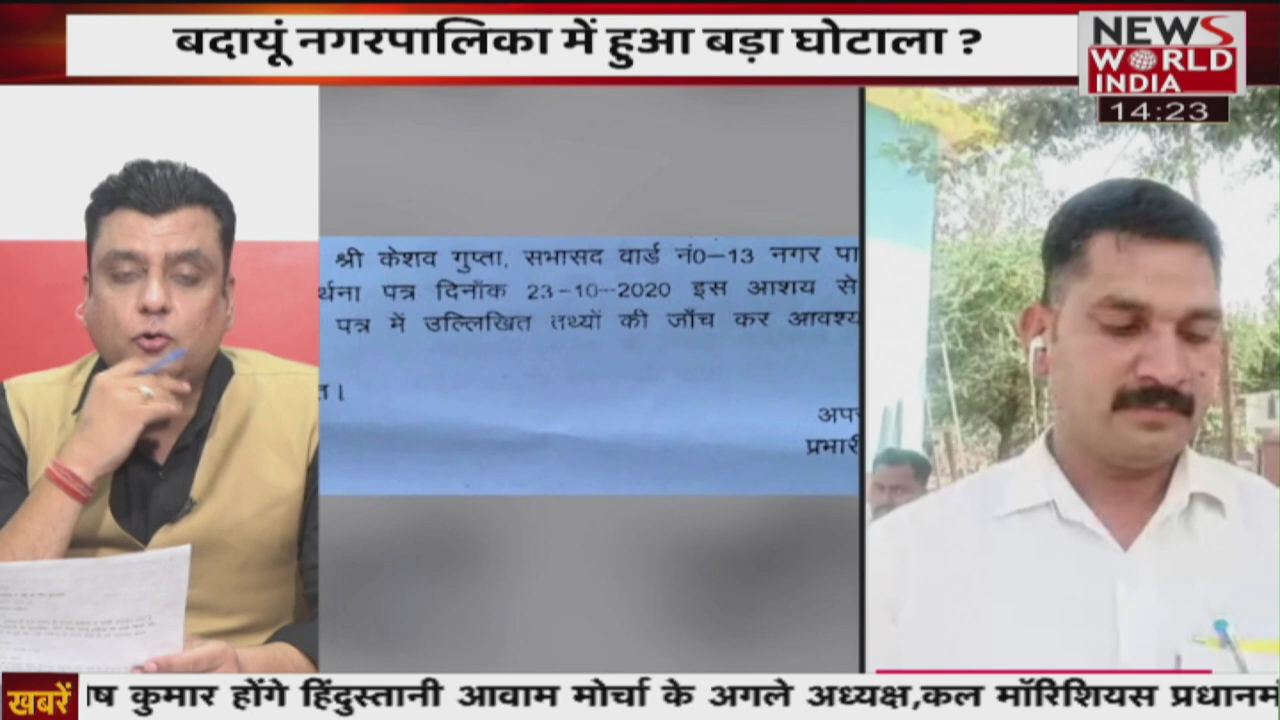 बदायूं नगरपालिका में हुआ बड़ा घोटाला ?
NEWS
WORLD
INDIA
14:23
श्री केशव गुप्ता, सभासद वार्ड नं0-13 नगर पा
र्थना पत्र दिनाँक 23-10-2020 इस आशय से
पत्र में उल्लिखित तथ्यों की जाँच कर आवश्य
त।
अपर
प्रभारी
खबरें
ष कुमार होंगे हिंदुस्तानी आवाम मोर्चा के अगले अध्यक्ष,कल मॉरिशियस प्रधानमं